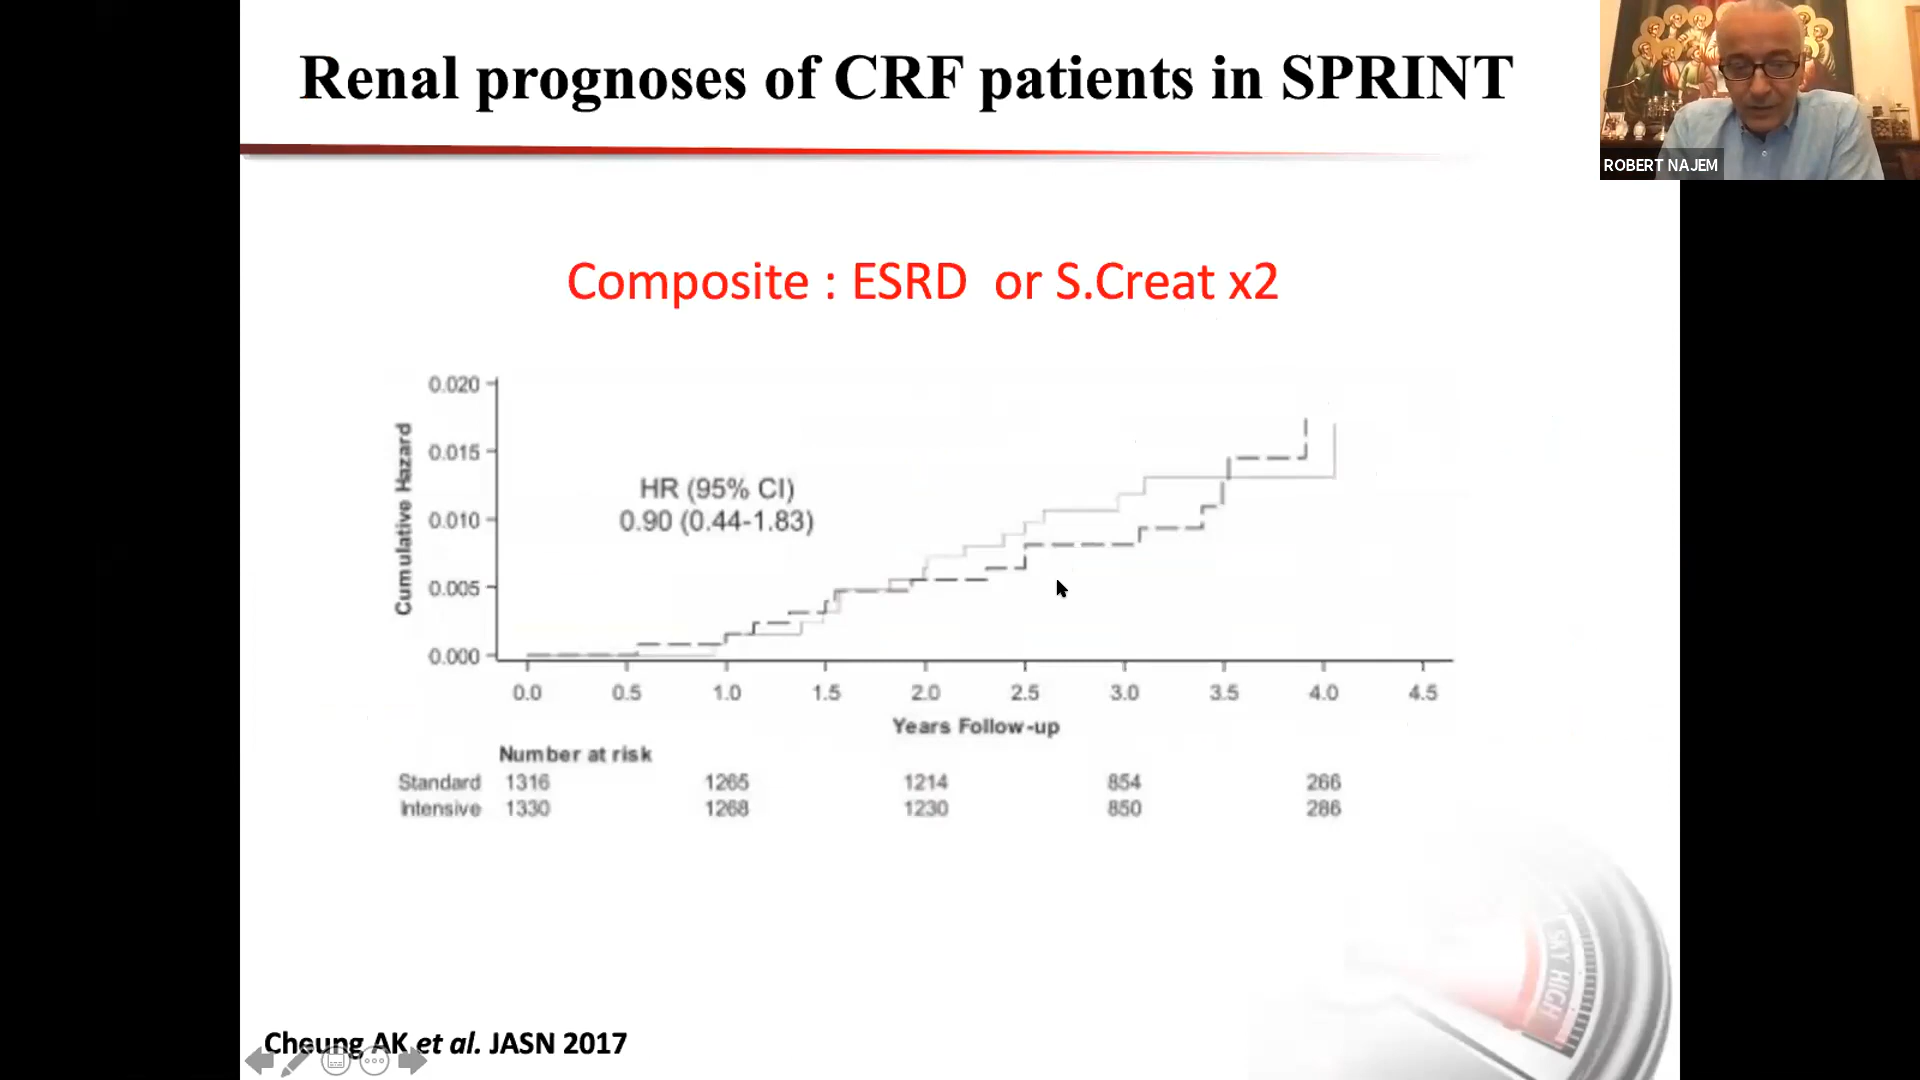 Renal prognoses of CRF patients in SPRINT
ROBERT NAJEM
Composite : ESRD or S.Creat x2
0.020
0.015
0.010
0.005
0.000
Cumulative Hazard
HR (95% CI)
0.90 (0.44-1.83)
0.0 0.5 1.0 1.5 2.0 2.5 3.0 3.5 4.0 4.5
Years Follow-up
Number at risk
Standard 1316 1265 1214 854 266
Intensive 1330 1268 1230 850 286
SKY HIGH
Cheung AK et al. JASN 2017